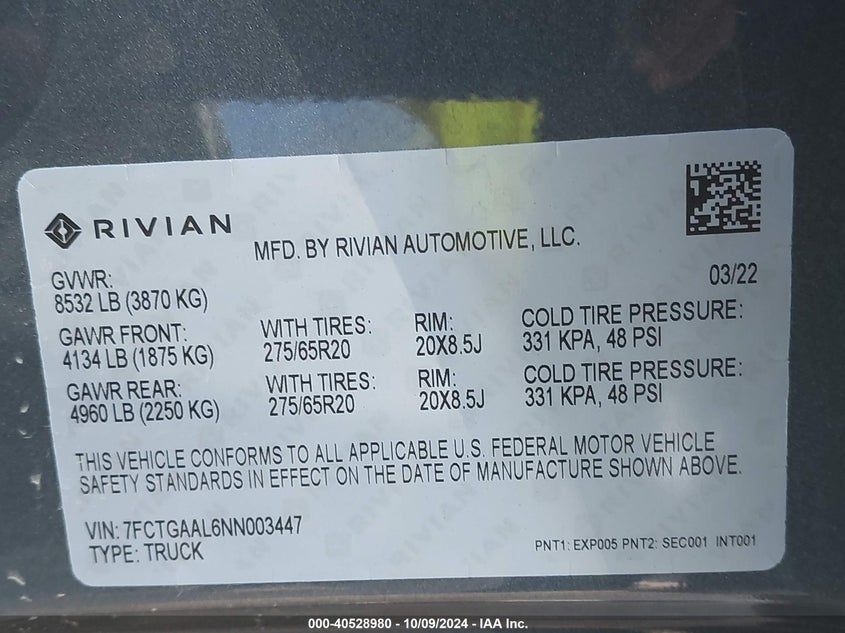 RIVIAN
MFD. BY RIVIAN AUTOMOTIVE, LLC.
03/22
GVWR:
8532 LB (3870 KG)
GAWR FRONT: WITH TIRES: RIM: COLD TIRE PRESSURE:
4134 LB (1875 KG) 275/65R20 20X8.5J 331 KPA, 48 PSI
GAWR REAR: WITH TIRES: RIM: COLD TIRE PRESSURE:
4960 LB (2250 KG) 275/65R20 20X8.5J 331 KPA, 48 PSI
THIS VEHICLE CONFORMS TO ALL APPLICABLE U.S. FEDERAL MOTOR VEHICLE
SAFETY STANDARDS IN EFFECT ON THE DATE OF MANUFACTURE SHOWN ABOVE.
VIN: 7FCTGAAL6NN003447
TYPE: TRUCK
PNT1: EXP005 PNT2: SEC001 INT001
000-40528980 - 10/09/2024 - IAA Inc.